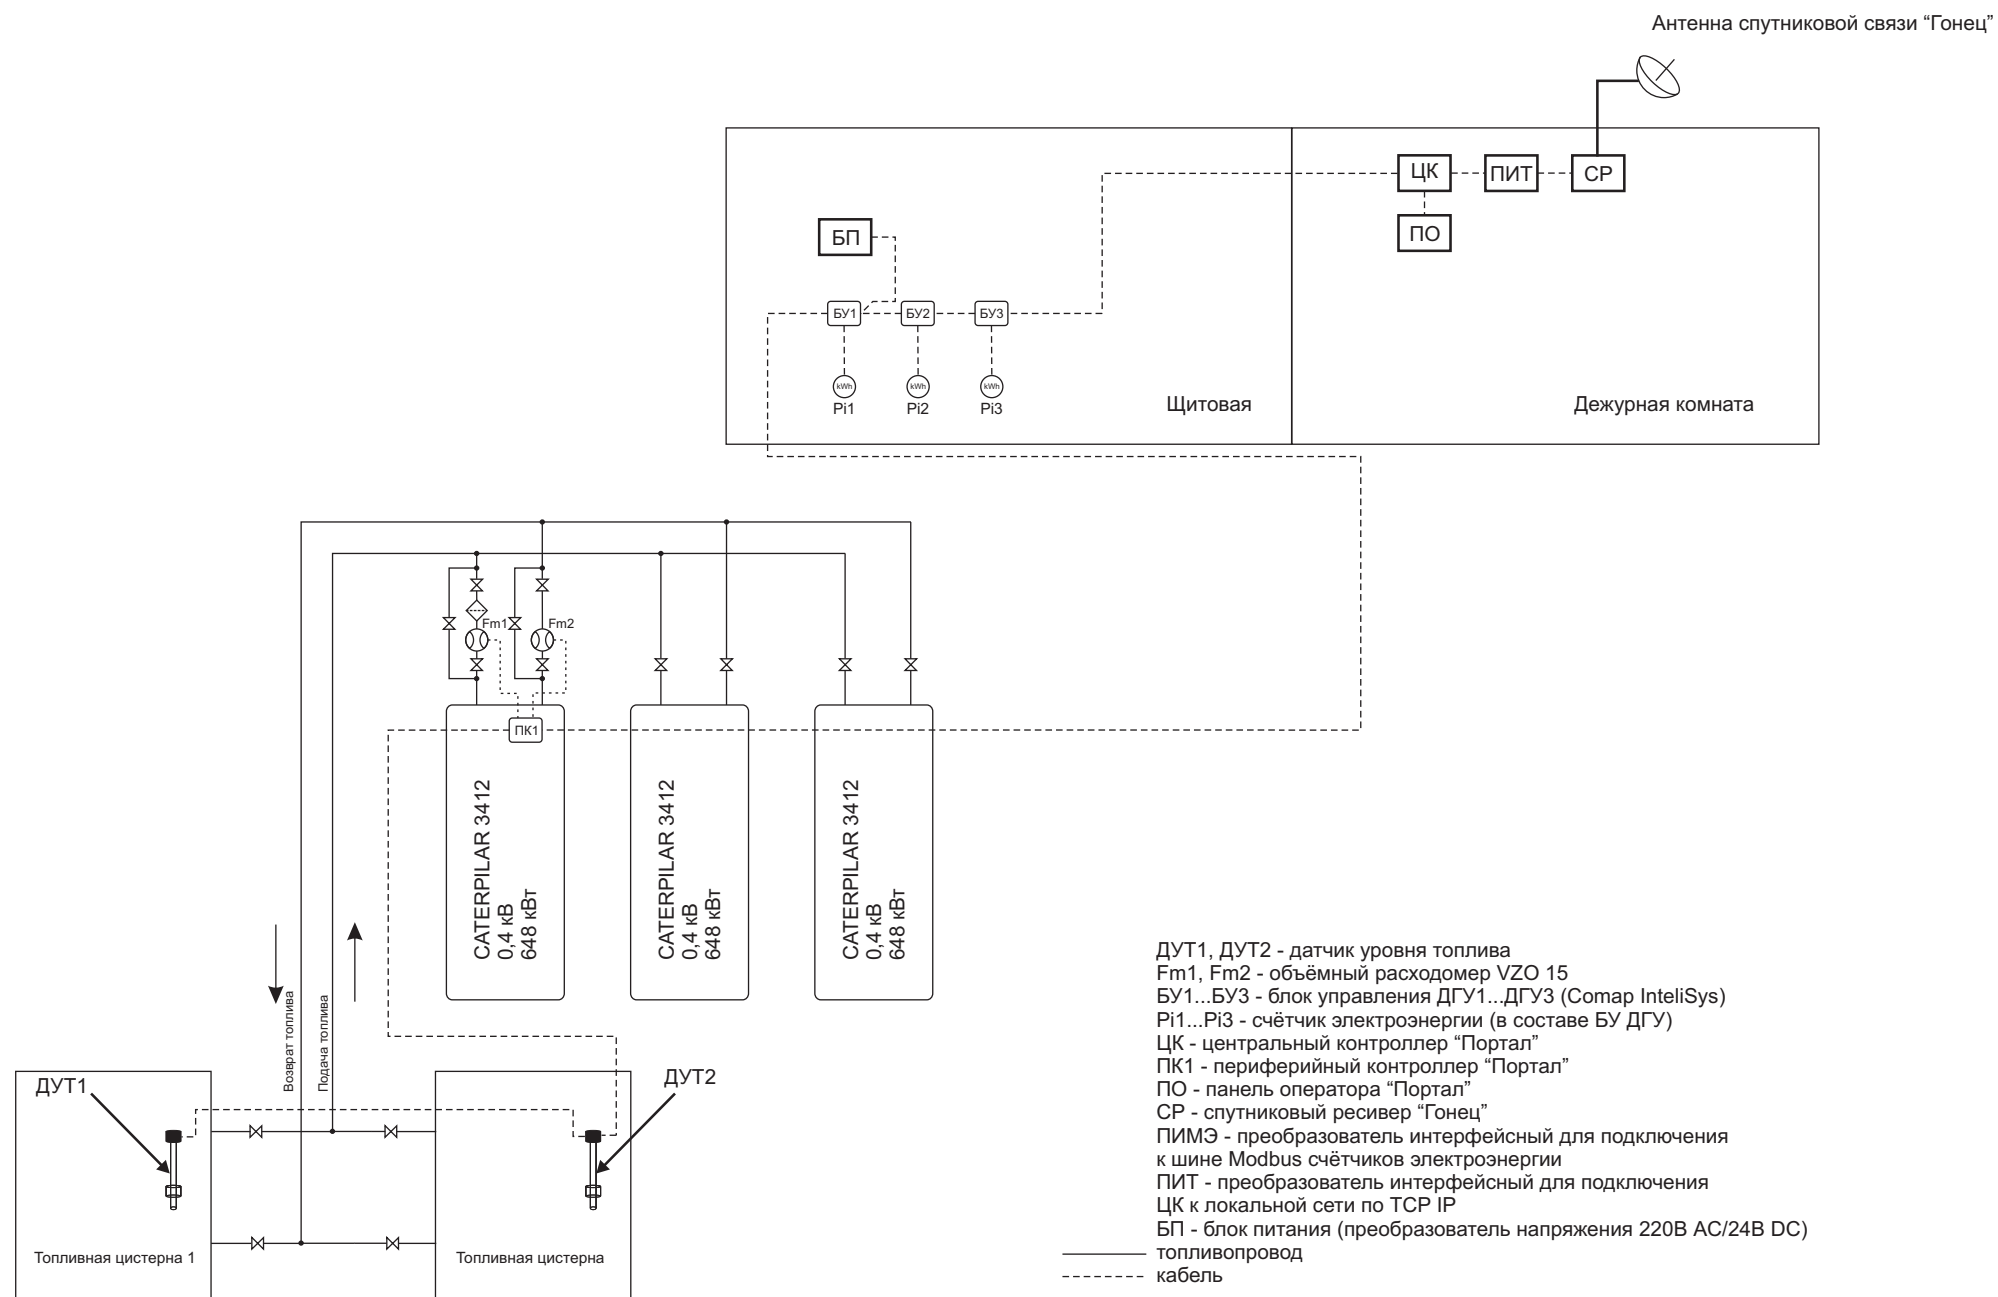 Антенна спутниковой связи “Гонец”
ЦК
ПИТ
СР
ПО
БП
БУ1
БУ2
БУ3
kWh
kWh
kWh
Pi1
Pi2
Pi3
Щитовая
Дежурная комната
Fm1
Fm2
ПК1
CATERPILAR 3412
0,4 кВ
648 кВт
CATERPILAR 3412
0,4 кВ
648 кВт
CATERPILAR 3412
0,4 кВ
648 кВт
Возврат топлива
Подача топлива
ДУТ1
ДУТ2
Топливная цистерна 1
Топливная цистерна
ДУТ1, ДУТ2 - датчик уровня топлива
Fm1, Fm2 - объёмный расходомер VZO 15
БУ1...БУ3 - блок управления ДГУ1...ДГУ3 (Comap InteliSys)
Pi1...Pi3 - счётчик электроэнергии (в составе БУ ДГУ)
ЦК - центральный контроллер “Портал”
ПК1 - периферийный контроллер “Портал”
ПО - панель оператора “Портал”
СР - спутниковый ресивер “Гонец”
ПИМЭ - преобразователь интерфейсный для подключения
к шине Modbus счётчиков электроэнергии
ПИТ - преобразователь интерфейсный для подключения
ЦК к локальной сети по TCP IP
БП - блок питания (преобразователь напряжения 220В AC/24В DC)
топливопровод
кабель